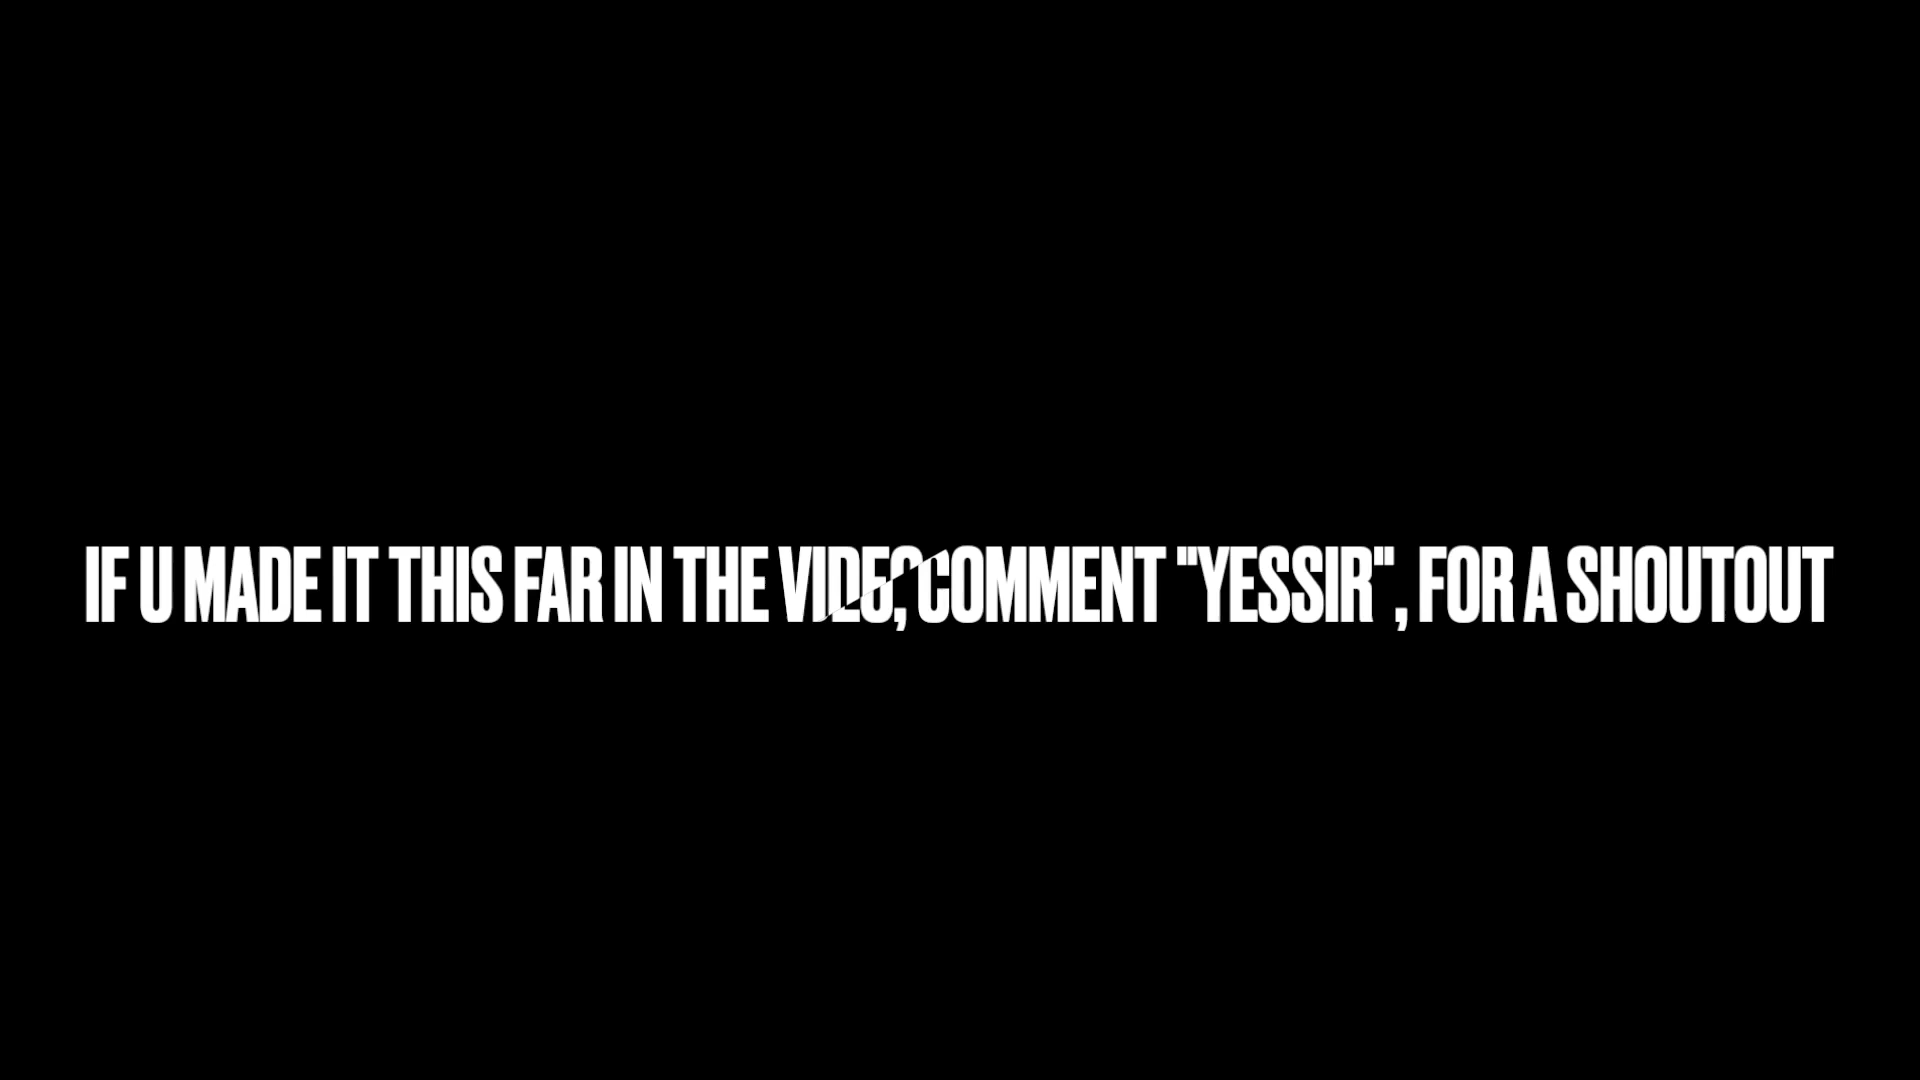 IF U MADE IT THIS FAR IN THE VIDEO, COMMENT "YESSIR", FOR A SHOUTOUT